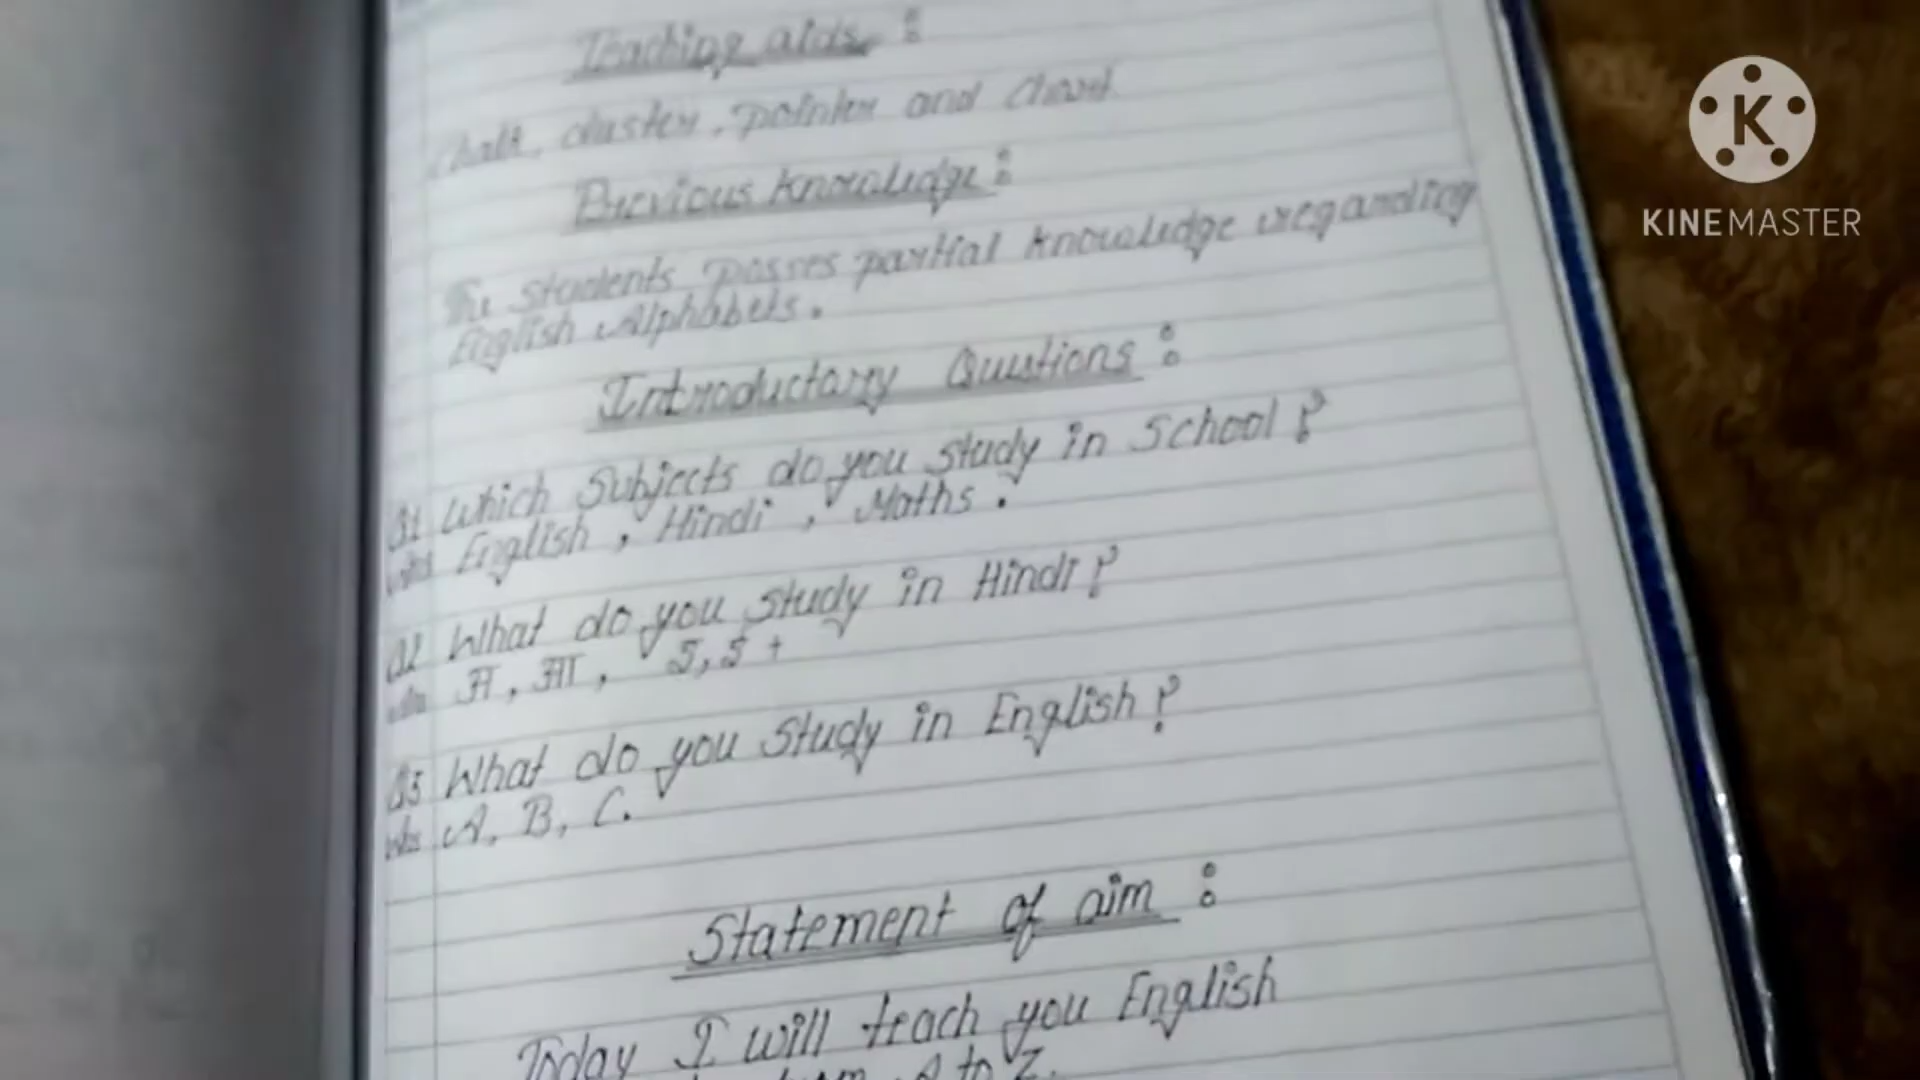 Teaching aids :
Chalk, duster, pointer and Chart
Previous knowledge :
The students posses partial knowledge regarding
English Alphabets.
Introductory Questions :
Q1 Which Subjects do you study in School ?
Ans English , Hindi , Maths .
Q2 What do you study in Hindi ?
Ans अ , आ , इ, ई
Q3 What do you study in English ?
Ans A, B, C.
Statement of aim :
Today I will teach you English
from A to Z.
K
KINEMASTER